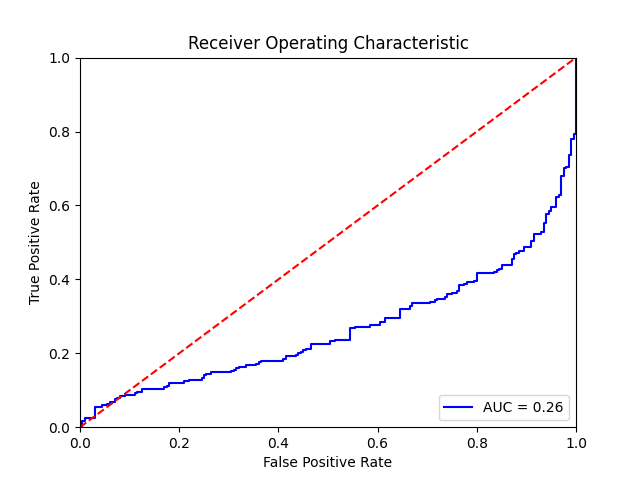 Receiver Operating Characteristic
1.0
0.8
0.6
0.4
0.2
0.0
True Positive Rate
AUC = 0.26
0.0 0.2 0.4 0.6 0.8 1.0
False Positive Rate